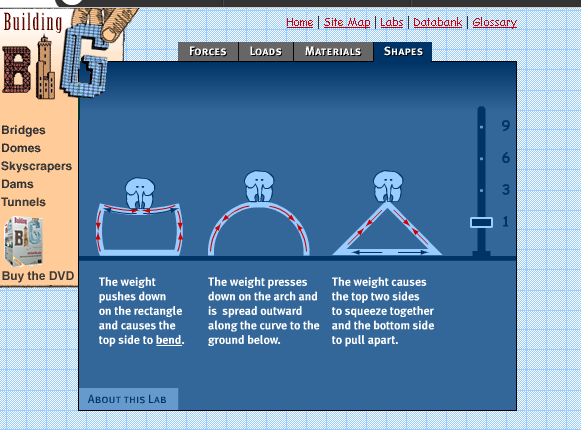 Building
BIG
Home | Site Map | Labs | Databank | Glossary
FORCES LOADS MATERIALS SHAPES
Bridges
Domes
Skyscrapers
Dams
Tunnels
Buy the DVD
9
6
3
1
The weight
pushes down
on the rectangle
and causes the
top side to bend.
The weight presses
down on the arch and
is spread outward
along the curve to the
ground below.
The weight causes
the top two sides
to squeeze together
and the bottom side
to pull apart.
ABOUT THIS LAB